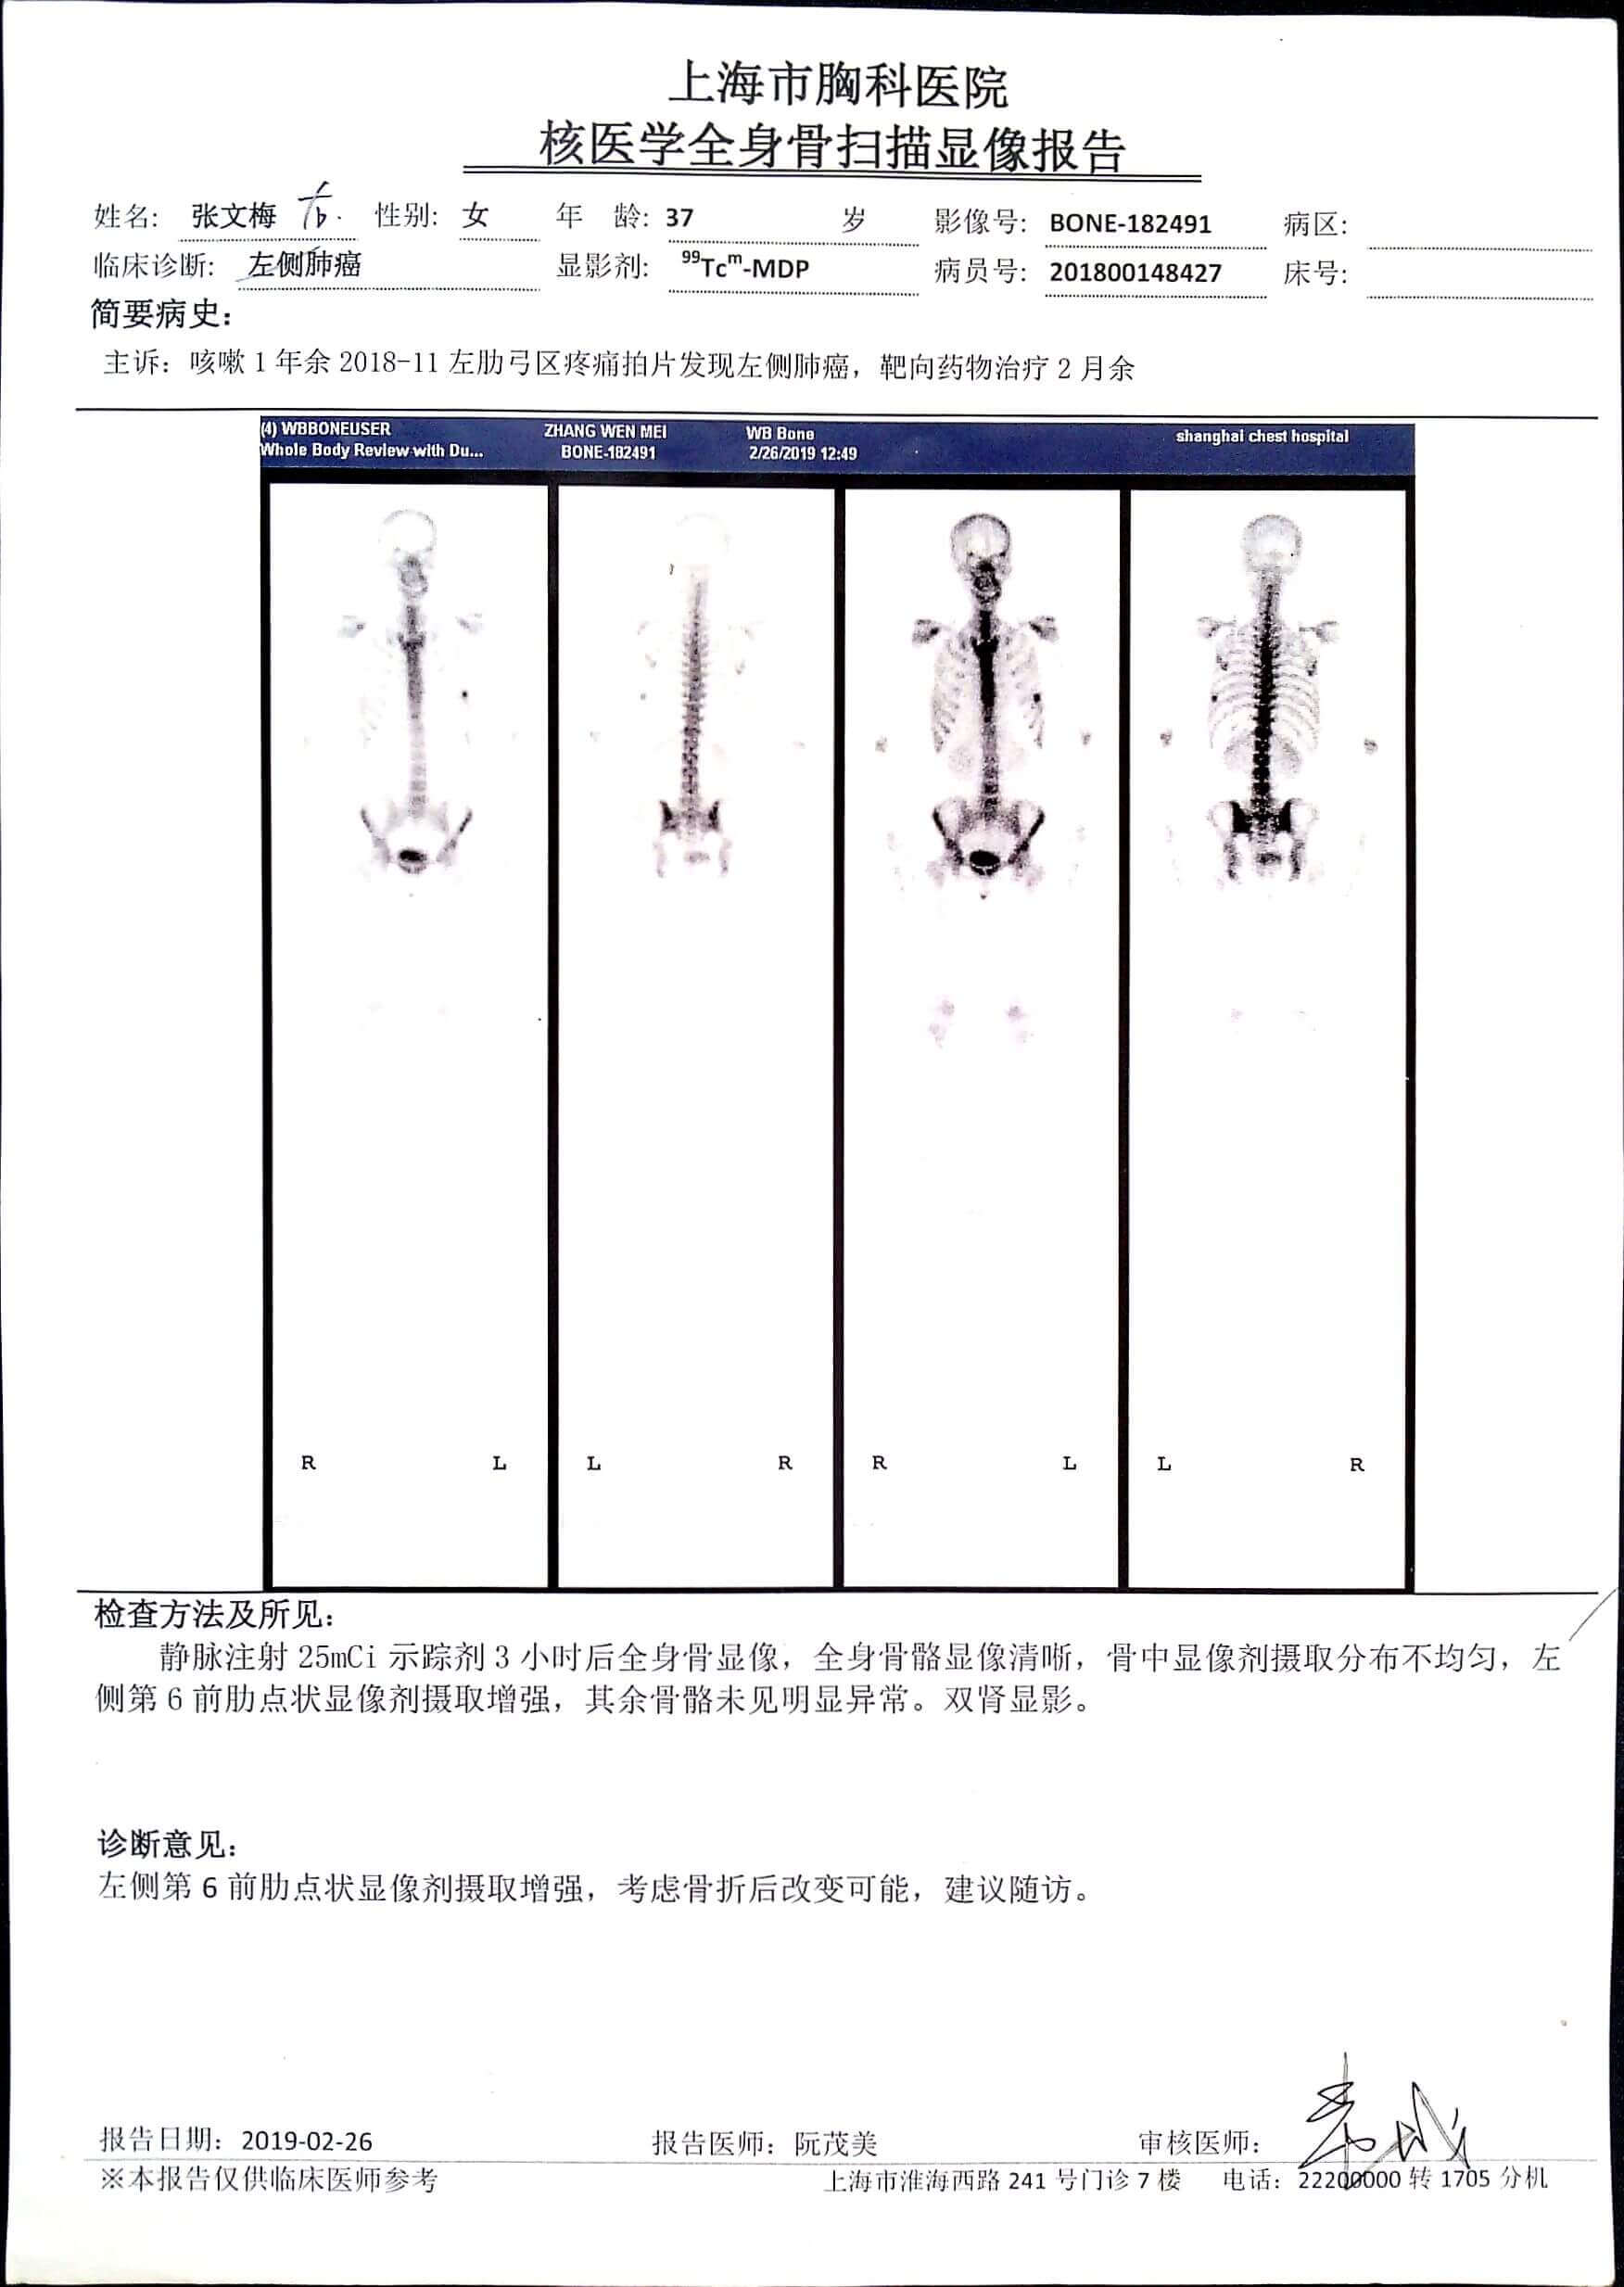 上海市胸科医院
核医学全身骨扫描显像报告
姓名: 张文梅 性别: 女 年 龄: 37 岁 影像号: BONE-182491 病区:
临床诊断: 左侧肺癌 显影剂: ⁹⁹Tcᵐ-MDP 病员号: 201800148427 床号:
简要病史:
主诉: 咳嗽 1 年余 2018-11 左肋弓区疼痛拍片发现左侧肺癌, 靶向药物治疗 2 月余
(4) WBBONEUSER ZHANG WEN MEI WB Bone shanghai chest hospital
Whole Body Review with Du... BONE-182491 2/26/2019 12:49
R L L R R L L R
检查方法及所见:
静脉注射 25mCi 示踪剂 3 小时后全身骨显像, 全身骨骼显像清晰, 骨中显像剂摄取分布不均匀, 左
侧第 6 前肋点状显像剂摄取增强, 其余骨骼未见明显异常。双肾显影。
诊断意见:
左侧第 6 前肋点状显像剂摄取增强, 考虑骨折后改变可能, 建议随访。
报告日期: 2019-02-26 报告医师: 阮茂美 审核医师:
※本报告仅供临床医师参考 上海市淮海西路 241 号门诊 7 楼 电话: 22200000 转 1705 分机